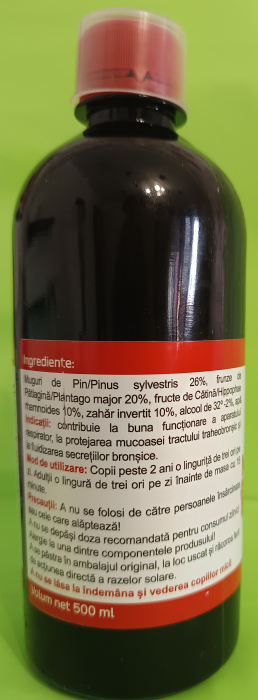 Ingrediente:
Muguri de Pin/Pinus sylvestris 26%, frunze de
Pătlagină/Plantago major 20%, fructe de Cătină/Hippophae
rhamnoides 10%, zahăr invertit 10%, alcool de 32° -2%, apă.
Indicații: contribuie la buna funcționare a aparatului
respirator, la protejarea mucoasei tractului traheobronșic și
la fluidizarea secrețiilor bronșice.
Mod de utilizare: Copii peste 2 ani o linguriță de trei ori pe
zi. Adulți o lingură de trei ori pe zi înainte de masa cu 15
minute.
Precauții: A nu se folosi de către persoanele însărcinate
sau cele care alăptează!
A nu se depăși doza recomandată pentru consumul zilnic!
Alergie la una dintre componentele produsului!
A se păstra în ambalajul original, la loc uscat și răcoros ferit
de acțiunea directă a razelor solare.
A nu se lăsa la îndemâna și vederea copiilor mici
Volum net 500 ml